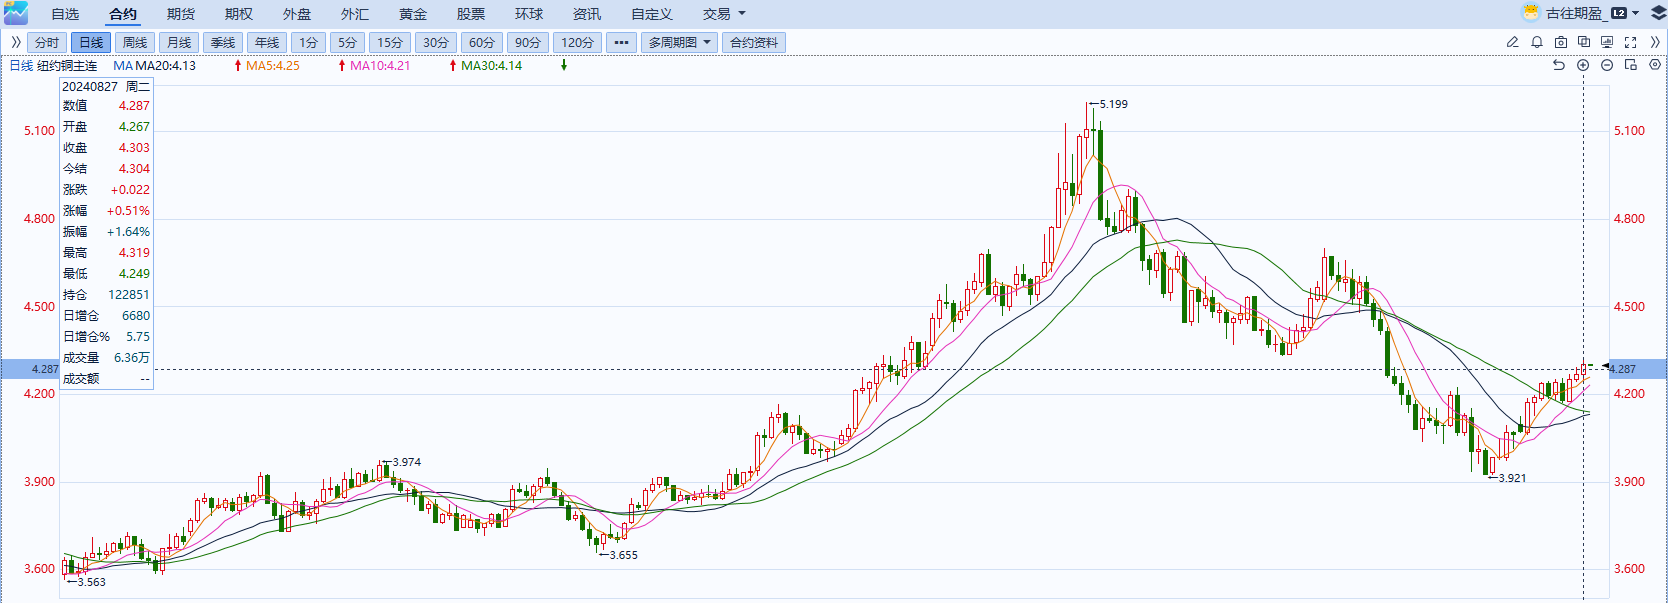 自选 合约 期货 期权 外盘 外汇 黄金 股票 环球 资讯 自定义 交易 古往期盈_ L2
分时 日线 周线 月线 季线 年线 1分 5分 15分 30分 60分 90分 120分 ••• 多周期图 合约资料
日线 纽约铜主连 MA MA20:4.13 MA5:4.25 MA10:4.21 MA30:4.14
20240827 周二
数值 4.287
开盘 4.267
收盘 4.303
今结 4.304
涨跌 +0.022
涨幅 +0.51%
振幅 +1.64%
最高 4.319
最低 4.249
持仓 122851
日增仓 6680
日增仓% 5.75
成交量 6.36万
成交额 --
5.199
5.100 5.100
4.800 4.800
4.500 4.500
4.287 4.287
4.200 4.200
3.974
3.900 3.900
3.921
3.655
3.600 3.600
3.563